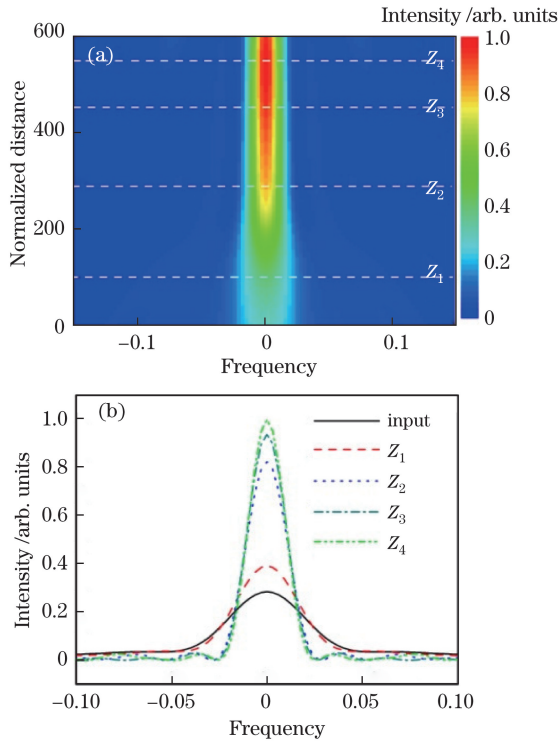 Intensity /arb. units
(a)
600
400
200
0
Normalized distance
Z4
Z3
Z2
Z1
1.0
0.8
0.6
0.4
0.2
0
−0.1
0
0.1
Frequency
(b)
1.0
0.8
0.6
0.4
0.2
0
Intensity/arb. units
input
Z1
Z2
Z3
Z4
−0.10
−0.05
0
0.05
0.10
Frequency